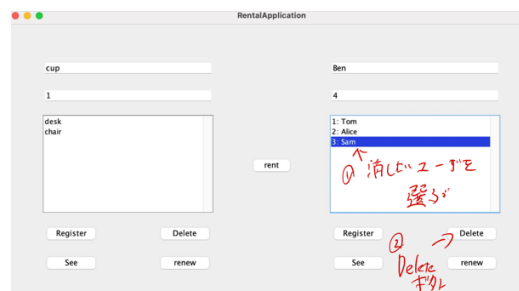 RentalApplication
cup
Ben
1
4
desk
chair
1: Tom
2: Alice
3: Sam
① 消したいユーザを
選ぶ
rent
Register
Delete
Register
Delete
See
renew
See
renew
②
Delete
ボタン